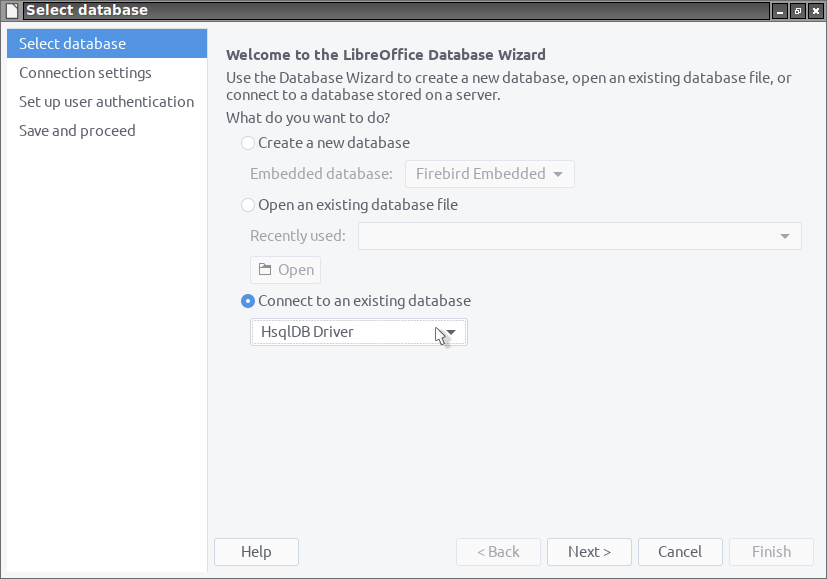 Select database
Select database
Connection settings
Set up user authentication
Save and proceed
Welcome to the LibreOffice Database Wizard
Use the Database Wizard to create a new database, open an existing database file, or
connect to a database stored on a server.
What do you want to do?
Create a new database
Embedded database: Firebird Embedded
Open an existing database file
Recently used:
Open
Connect to an existing database
HsqlDB Driver
Help < Back Next > Cancel Finish